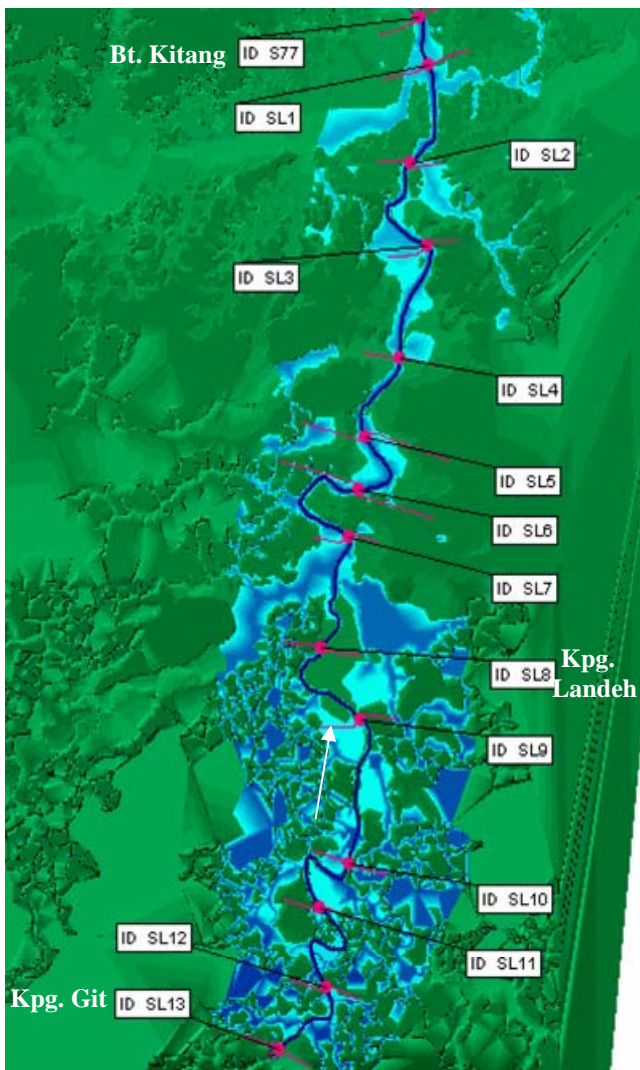 Bt. Kitang
ID S77
ID SL1
ID SL2
ID SL3
ID SL4
ID SL5
ID SL6
ID SL7
ID SL8
Kpg.
Landeh
ID SL9
ID SL10
ID SL11
ID SL12
Kpg. Git
ID SL13